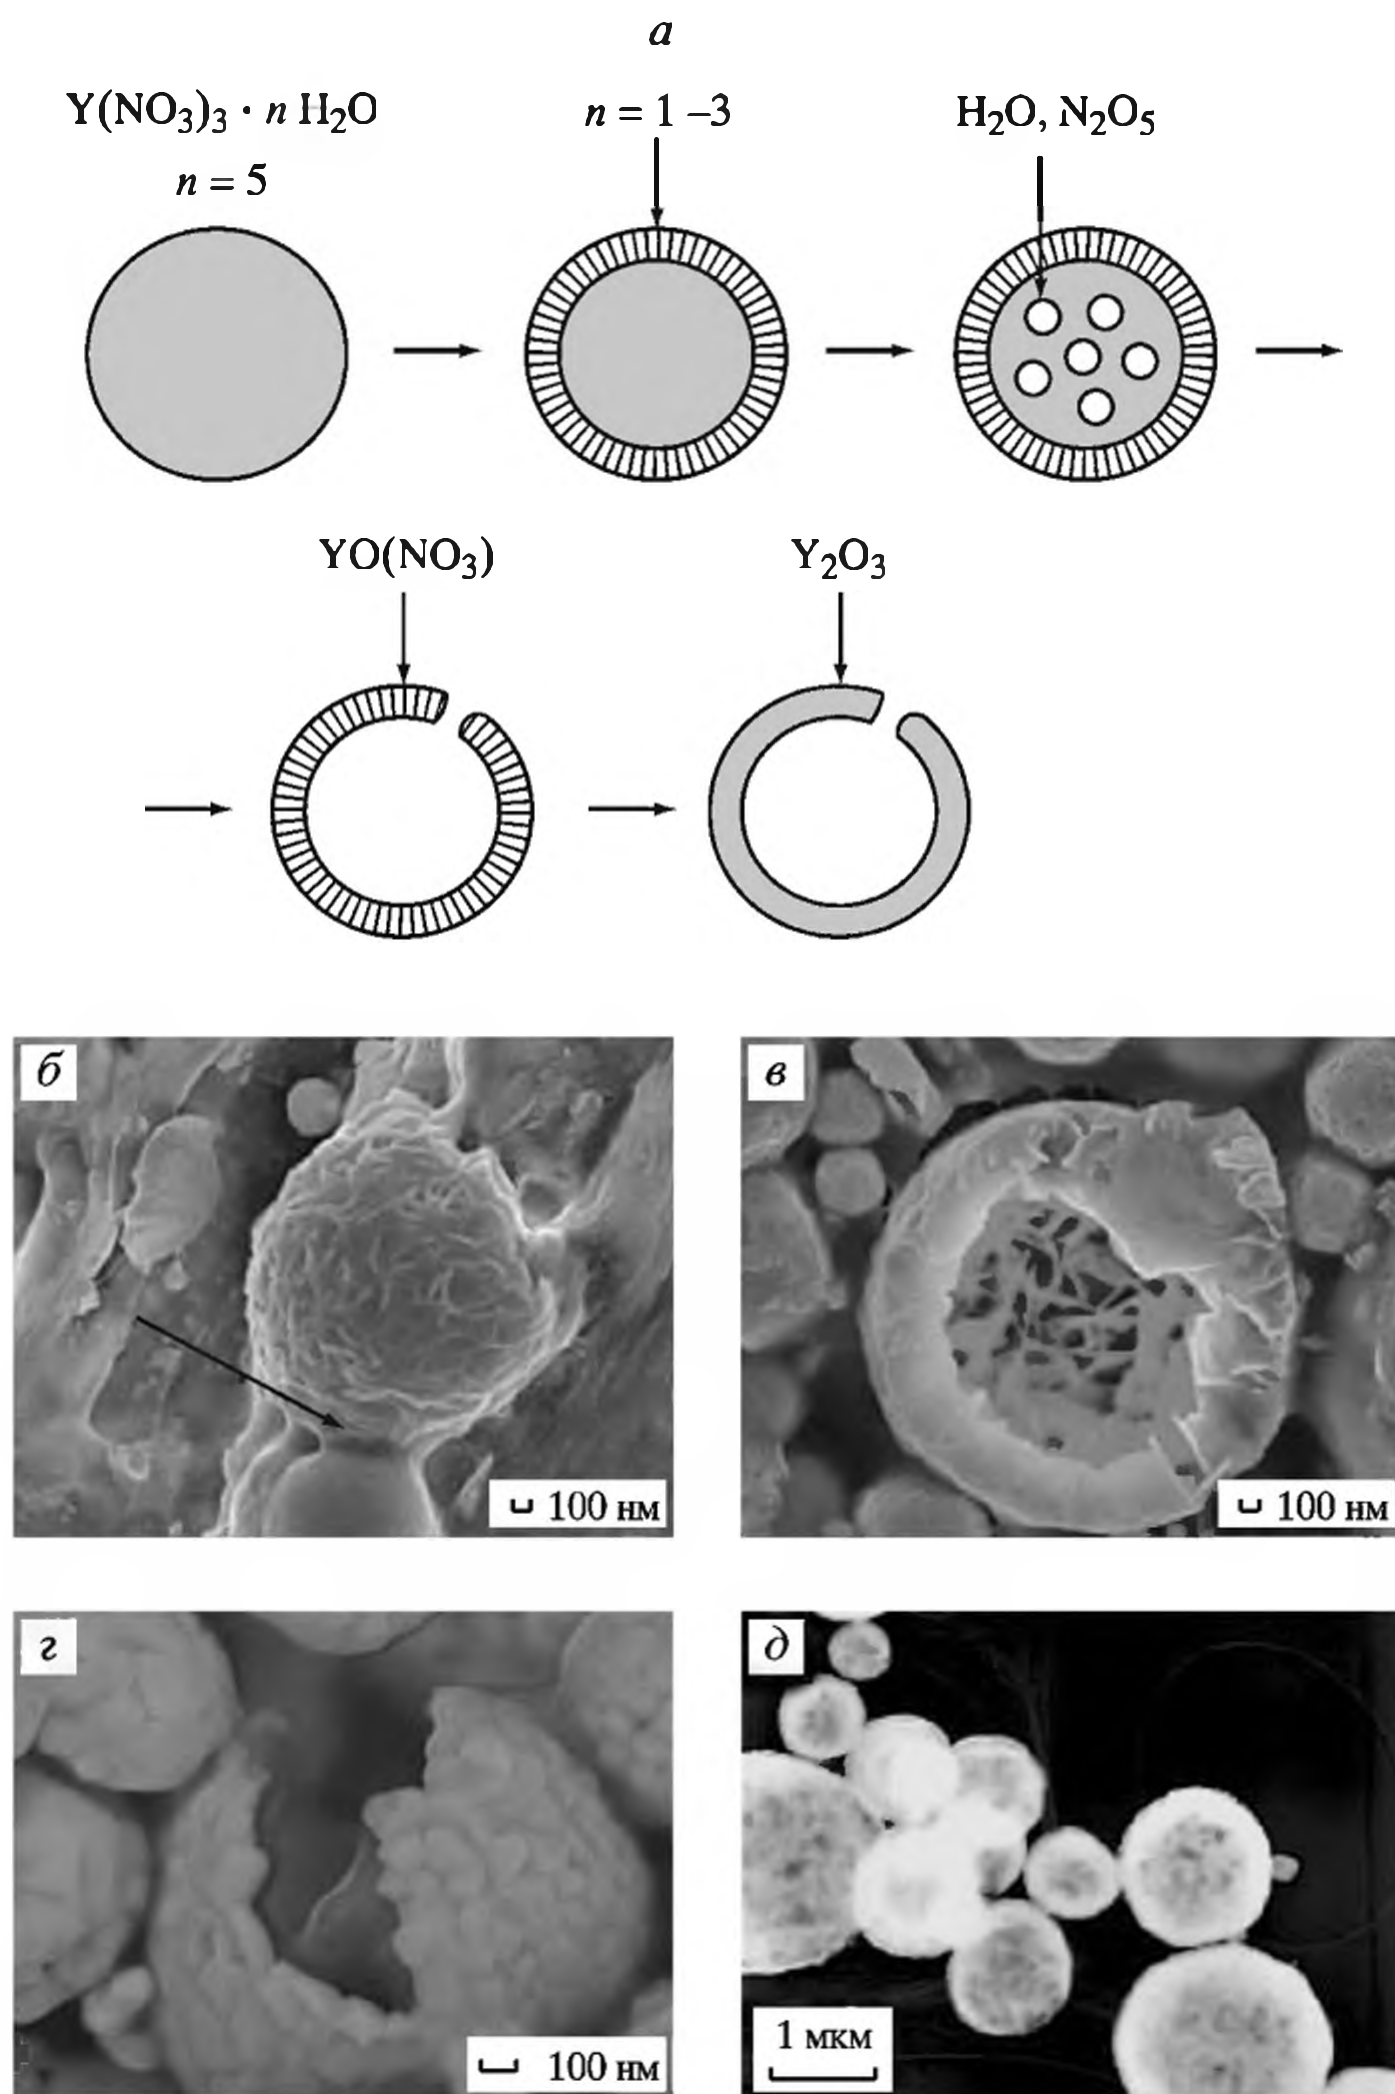 а
Y(NO₃)₃ · n H₂O
n = 5
n = 1 –3
H₂O, N₂O₅
YO(NO₃)
Y₂O₃
б
100 нм
в
100 нм
г
100 нм
д
1 мкм